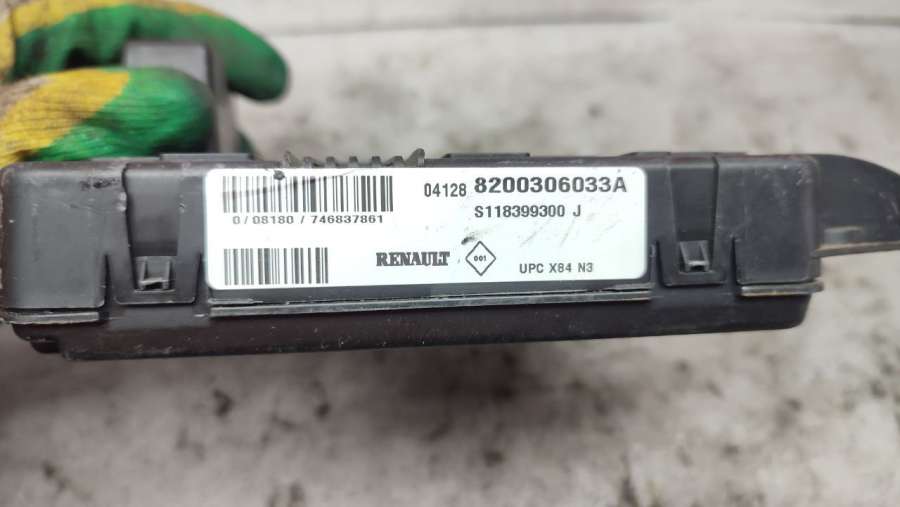 04128 8200306033A
0/08180/746837861
S118399300 J
RENAULT
001
UPC X84 N3